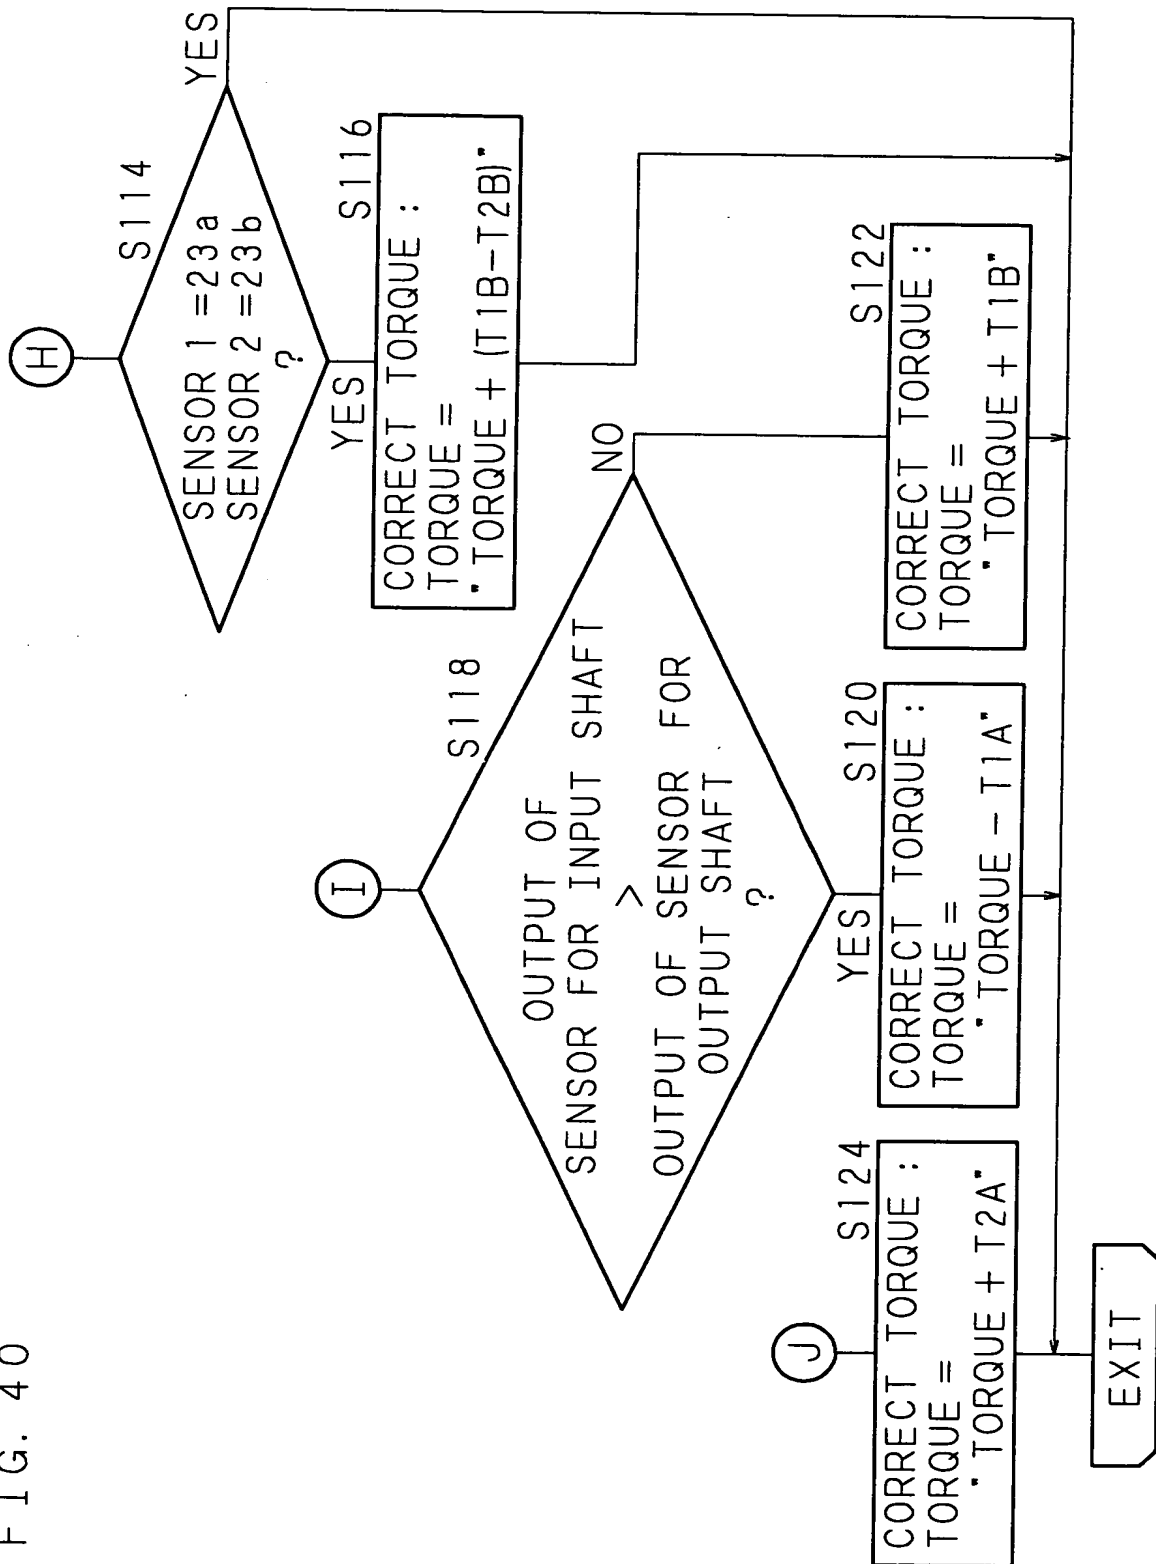 FIG. 40
J
S124
CORRECT TORQUE :
TORQUE =
" TORQUE + T2A"
EXIT
I
S118
OUTPUT OF
SENSOR FOR INPUT SHAFT
>
OUTPUT OF SENSOR FOR
OUTPUT SHAFT
?
YES
NO
S120
CORRECT TORQUE :
TORQUE =
" TORQUE - T1A"
S122
CORRECT TORQUE :
TORQUE =
" TORQUE + T1B"
H
S114
SENSOR 1 =23a
SENSOR 2 =23b
?
YES
YES
S116
CORRECT TORQUE :
TORQUE =
" TORQUE + (T1B-T2B)"